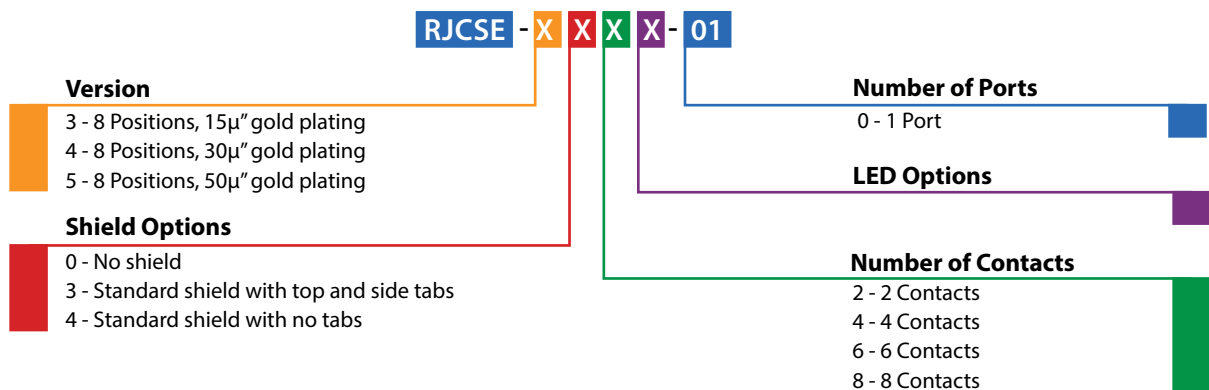 RJCSE - X X X X - 01
Version
3 - 8 Positions, 15µ” gold plating
4 - 8 Positions, 30µ” gold plating
5 - 8 Positions, 50µ” gold plating
Shield Options
0 - No shield
3 - Standard shield with top and side tabs
4 - Standard shield with no tabs
Number of Ports
0 - 1 Port
LED Options
Number of Contacts
2 - 2 Contacts
4 - 4 Contacts
6 - 6 Contacts
8 - 8 Contacts